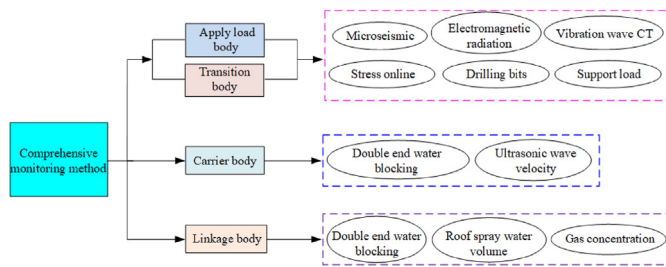 Comprehensive
monitoring method
Apply load
body
Transition
body
Carrier body
Linkage body
Microseismic
Electromagnetic
radiation
Vibration wave CT
Stress online
Drilling bits
Support load
Double end water
blocking
Ultrasonic wave
velocity
Double end water
blocking
Roof spray water
volume
Gas concentration